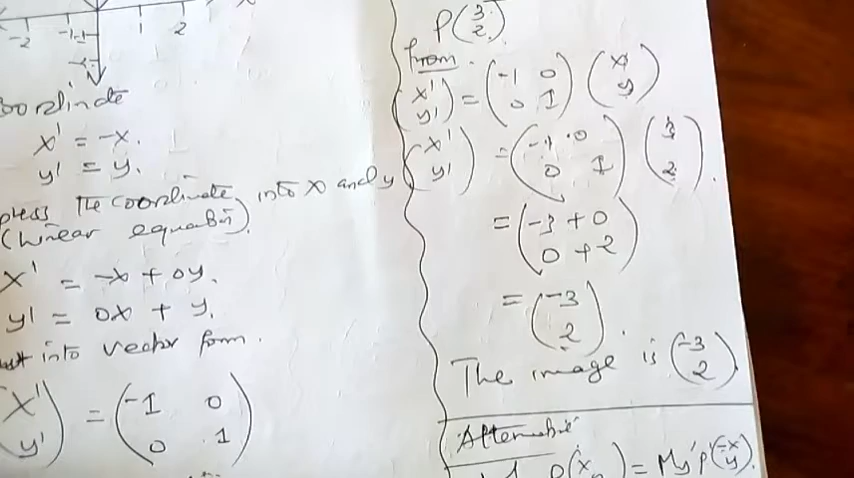 -2 -1 1 2
coordinate
x' = -x.
y' = y.
press the coordinate into x and y
(linear equation).
x' = -x + 0y.
y' = 0x + y.
into vector form.
(x' y') = (-1 0 0 1)
P(3 2)
from.
(x' y') = (-1 0 0 1) (x y)
(x' y') = (-1 0 0 1) (3 2).
= (-3 + 0 0 + 2)
= (-3 2).
The image is (-3 2).
Alternative
P(x = My'P(-x y).